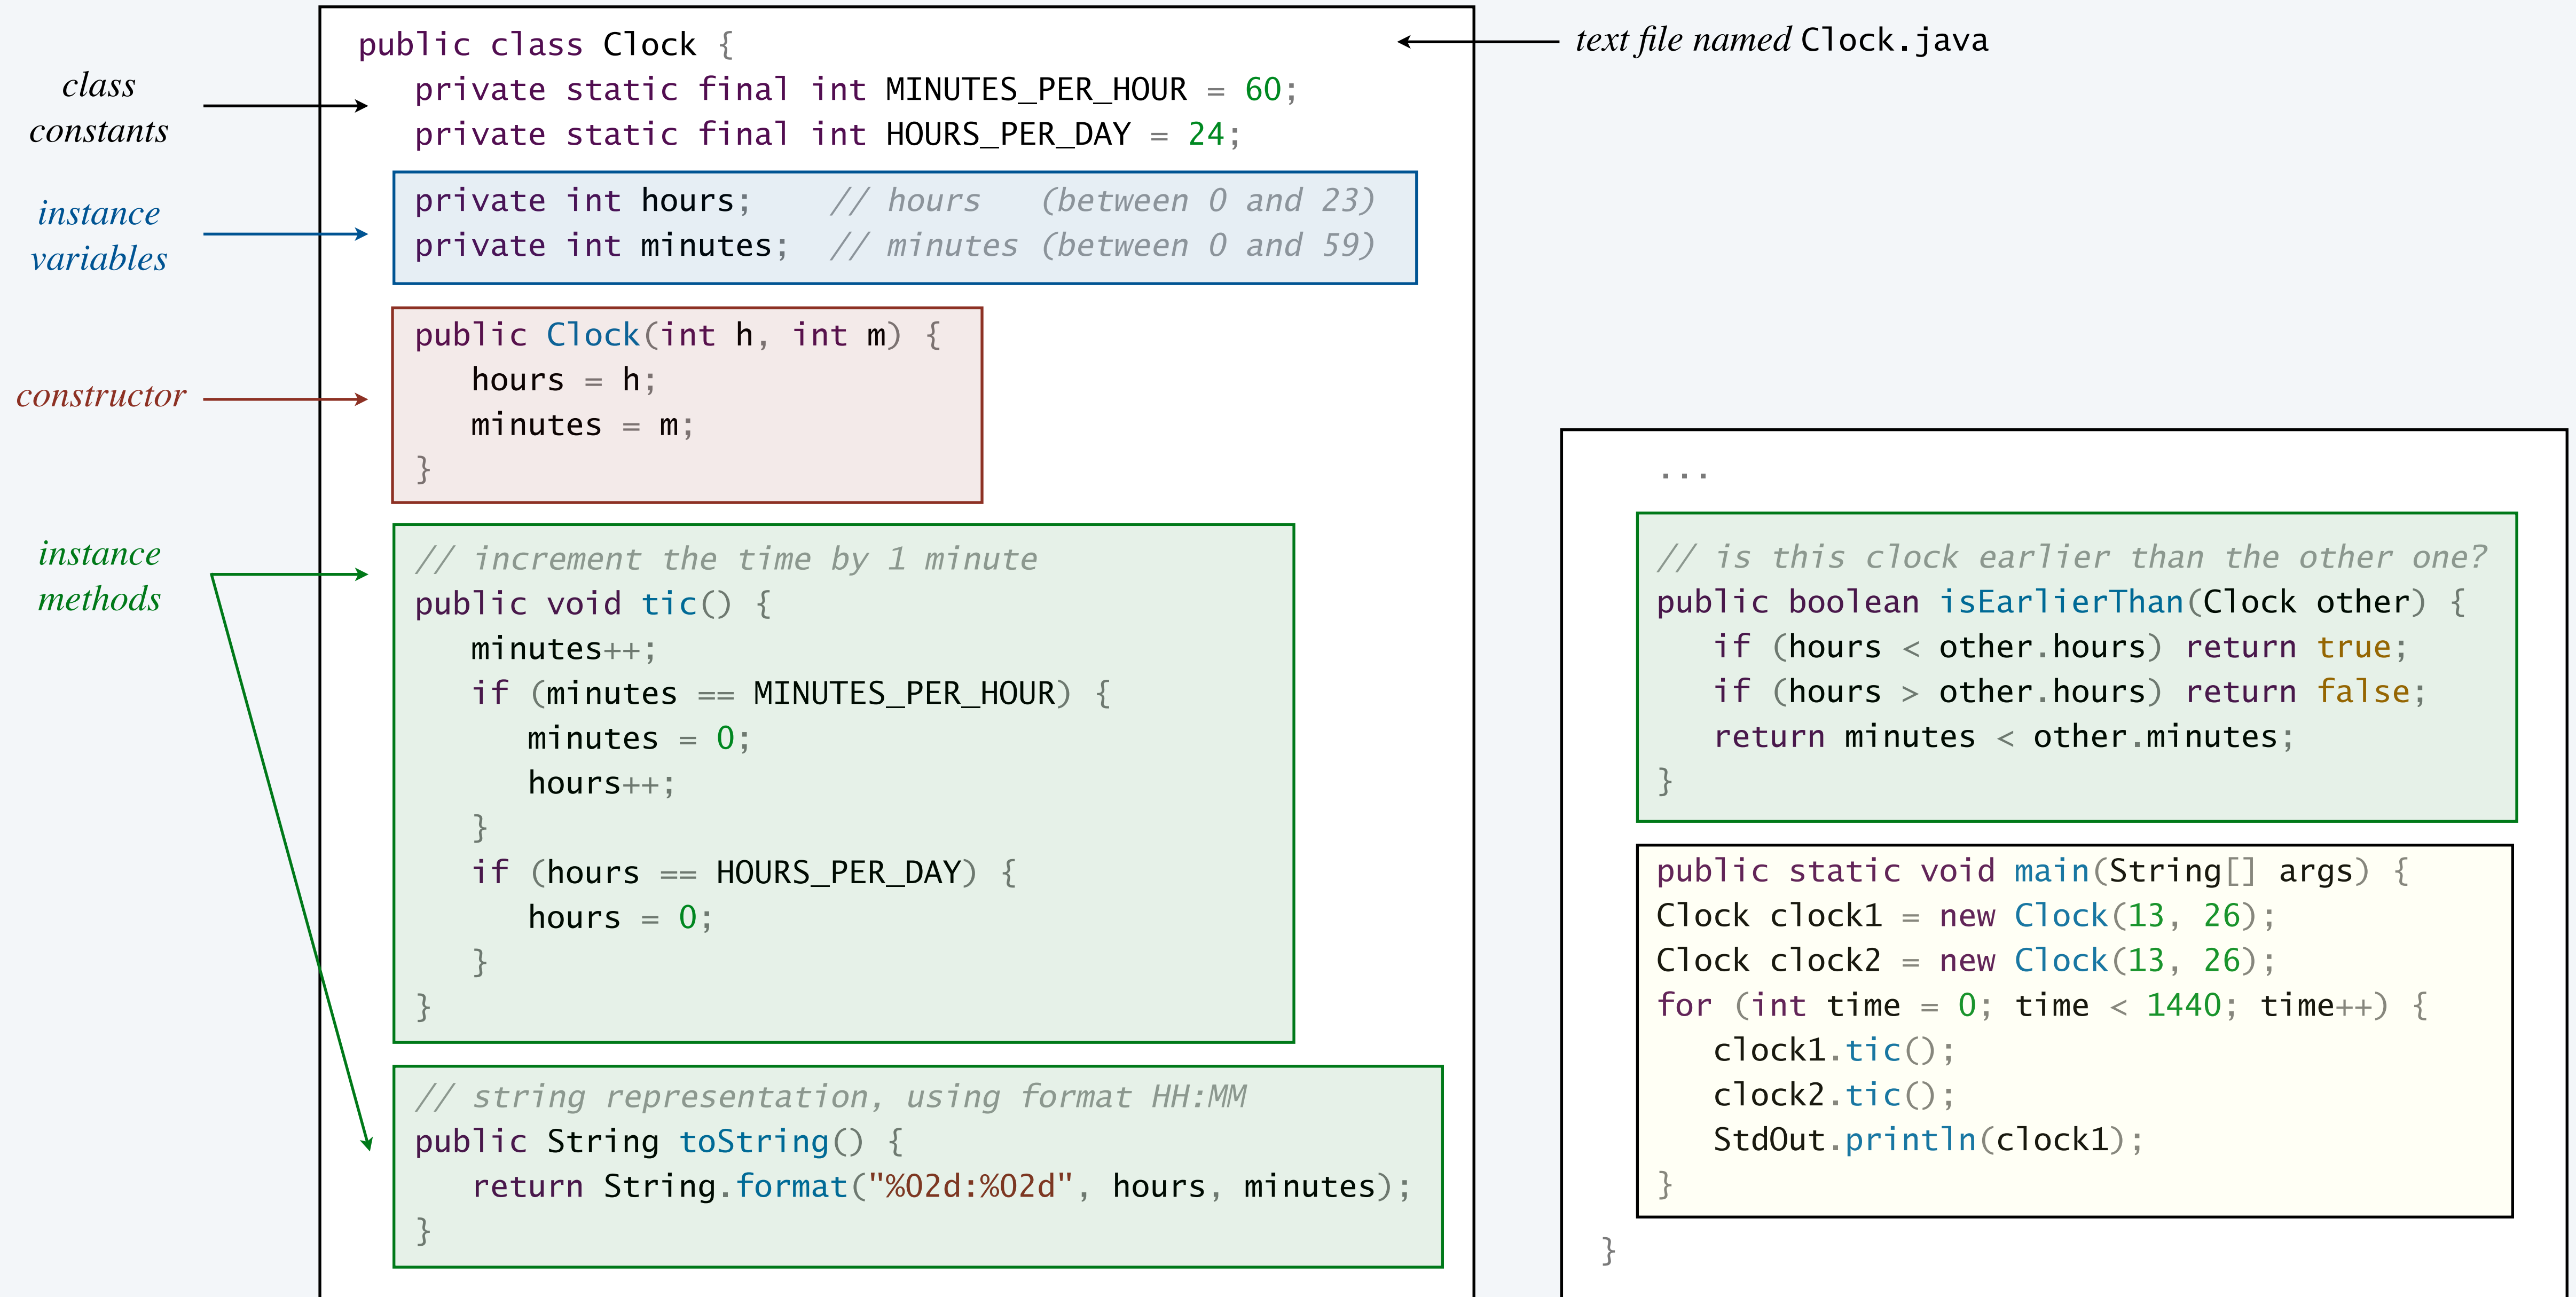 public class Clock {
private static final int MINUTES_PER_HOUR = 60;
private static final int HOURS_PER_DAY = 24;
private int hours;    // hours   (between 0 and 23)
private int minutes;  // minutes (between 0 and 59)
public Clock(int h, int m) {
hours = h;
minutes = m;
}
// increment the time by 1 minute
public void tic() {
minutes++;
if (minutes == MINUTES_PER_HOUR) {
minutes = 0;
hours++;
}
if (hours == HOURS_PER_DAY) {
hours = 0;
}
}
// string representation, using format HH:MM
public String toString() {
return String.format("%02d:%02d", hours, minutes);
}
class
constants
instance
variables
constructor
instance
methods
text file named Clock.java
...
// is this clock earlier than the other one?
public boolean isEarlierThan(Clock other) {
if (hours < other.hours) return true;
if (hours > other.hours) return false;
return minutes < other.minutes;
}
public static void main(String[] args) {
Clock clock1 = new Clock(13, 26);
Clock clock2 = new Clock(13, 26);
for (int time = 0; time < 1440; time++) {
clock1.tic();
clock2.tic();
StdOut.println(clock1);
}
}